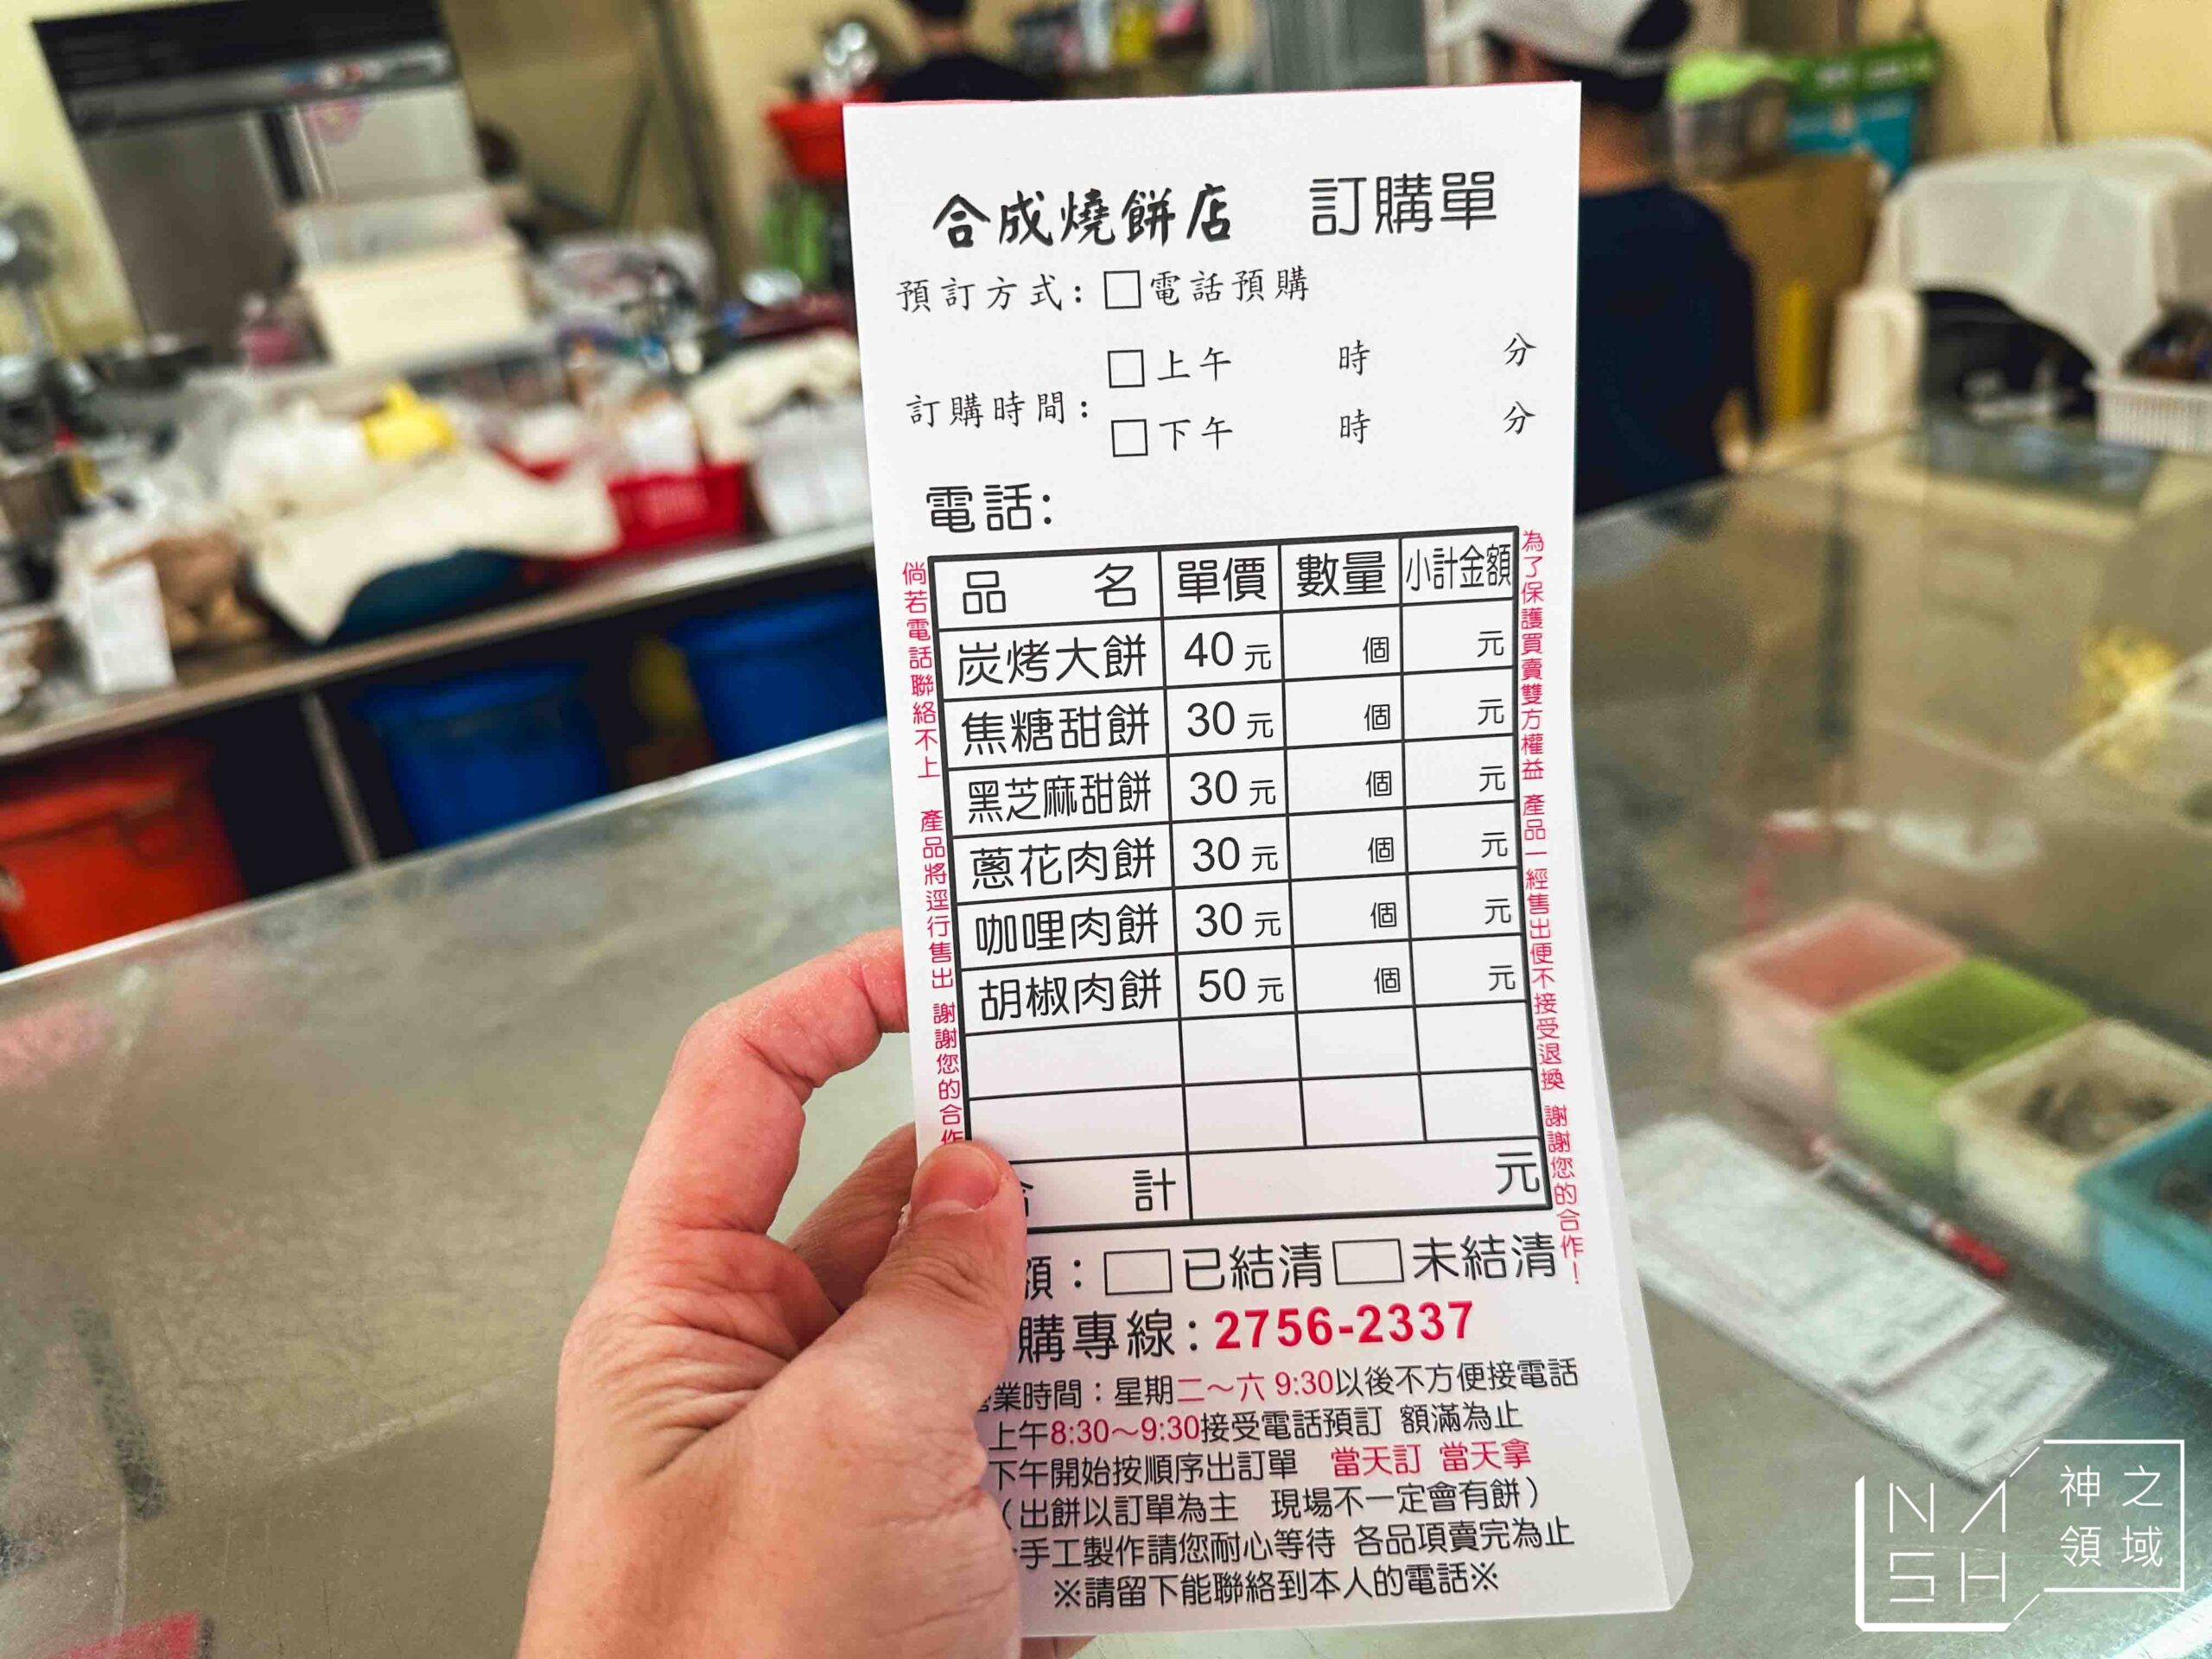 合成燒餅店 訂購單
預訂方式：□電話預購
訂購時間：
□上午 時 分
□下午 時 分
電話：
品 名 單價 數量 小計金額
炭烤大餅 40元 個 元
焦糖甜餅 30元 個 元
黑芝麻甜餅 30元 個 元
蔥花肉餅 30元 個 元
咖哩肉餅 30元 個 元
胡椒肉餅 50元 個 元
計 元
倘若電話聯絡不上 產品將逕行售出 謝謝您的合作
為了保護買賣雙方權益 產品一經售出便不接受退換 謝謝您的合作！
額：□已結清□未結清
購專線：2756-2337
業時間：星期二～六 9:30以後不方便接電話
上午8:30～9:30接受電話預訂 額滿為止
下午開始按順序出訂單 當天訂 當天拿
（出餅以訂單為主 現場不一定會有餅）
手工製作請您耐心等待 各品項賣完為止
※請留下能聯絡到本人的電話※
NASH
神之領域